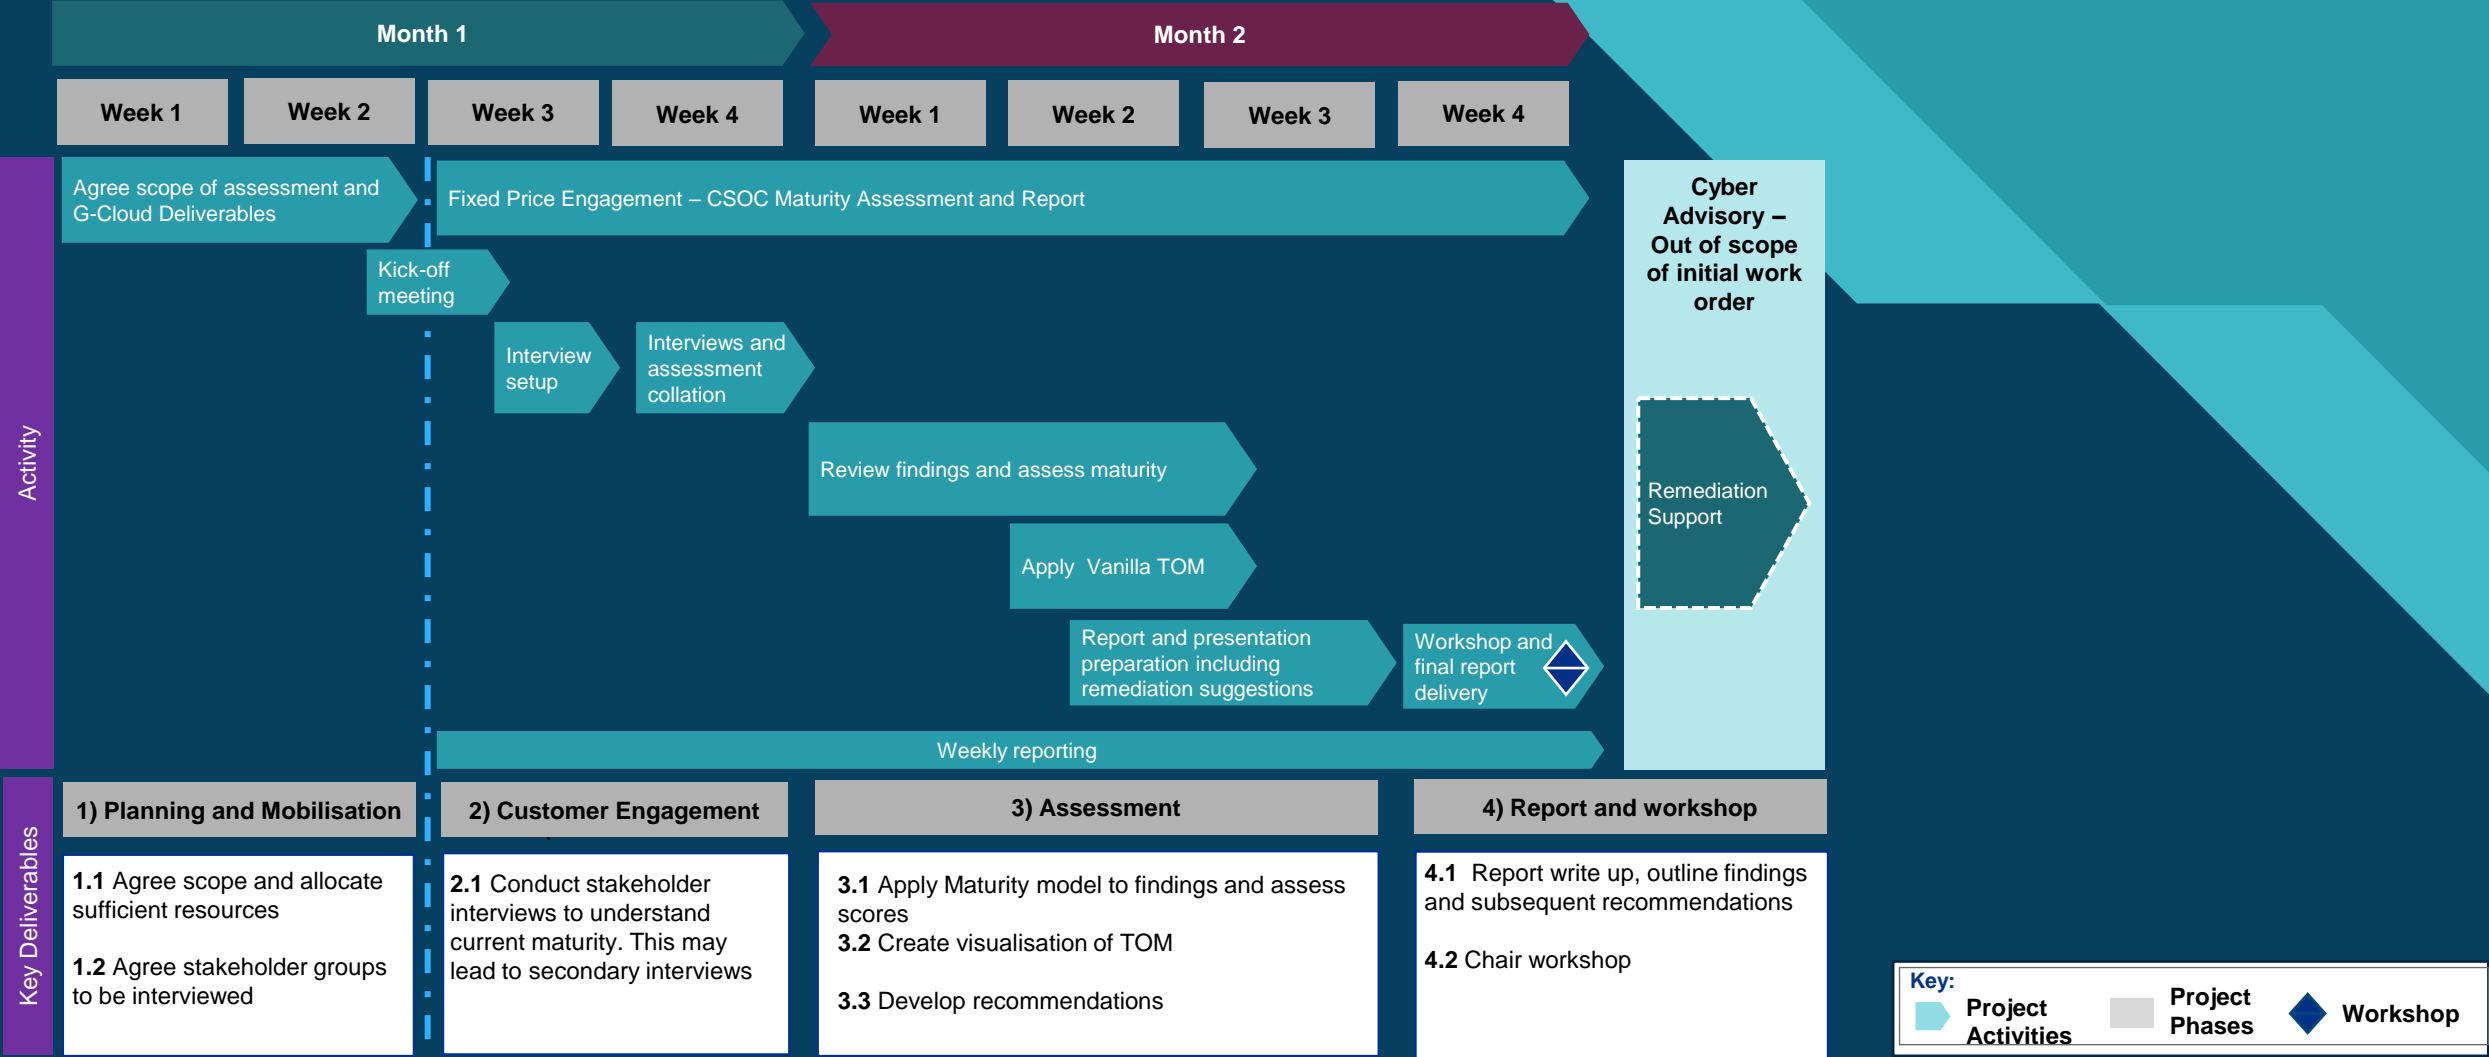 Month 1
Month 2
Week 1
Week 2
Week 3
Week 4
Week 1
Week 2
Week 3
Week 4
Activity
Agree scope of assessment and
G-Cloud Deliverables
Fixed Price Engagement – CSOC Maturity Assessment and Report
Kick-off
meeting
Interview
setup
Interviews and
assessment
collation
Review findings and assess maturity
Apply  Vanilla TOM
Report and presentation
preparation including
remediation suggestions
Workshop and
final report
delivery
Weekly reporting
Cyber
Advisory –
Out of scope
of initial work
order
Remediation
Support
Key Deliverables
1) Planning and Mobilisation
1.1 Agree scope and allocate
sufficient resources
1.2 Agree stakeholder groups
to be interviewed
2) Customer Engagement
2.1 Conduct stakeholder
interviews to understand
current maturity. This may
lead to secondary interviews
3) Assessment
3.1 Apply Maturity model to findings and assess
scores
3.2 Create visualisation of TOM
3.3 Develop recommendations
4) Report and workshop
4.1  Report write up, outline findings
and subsequent recommendations
4.2 Chair workshop
Key:
Project
Activities
Project
Phases
Workshop